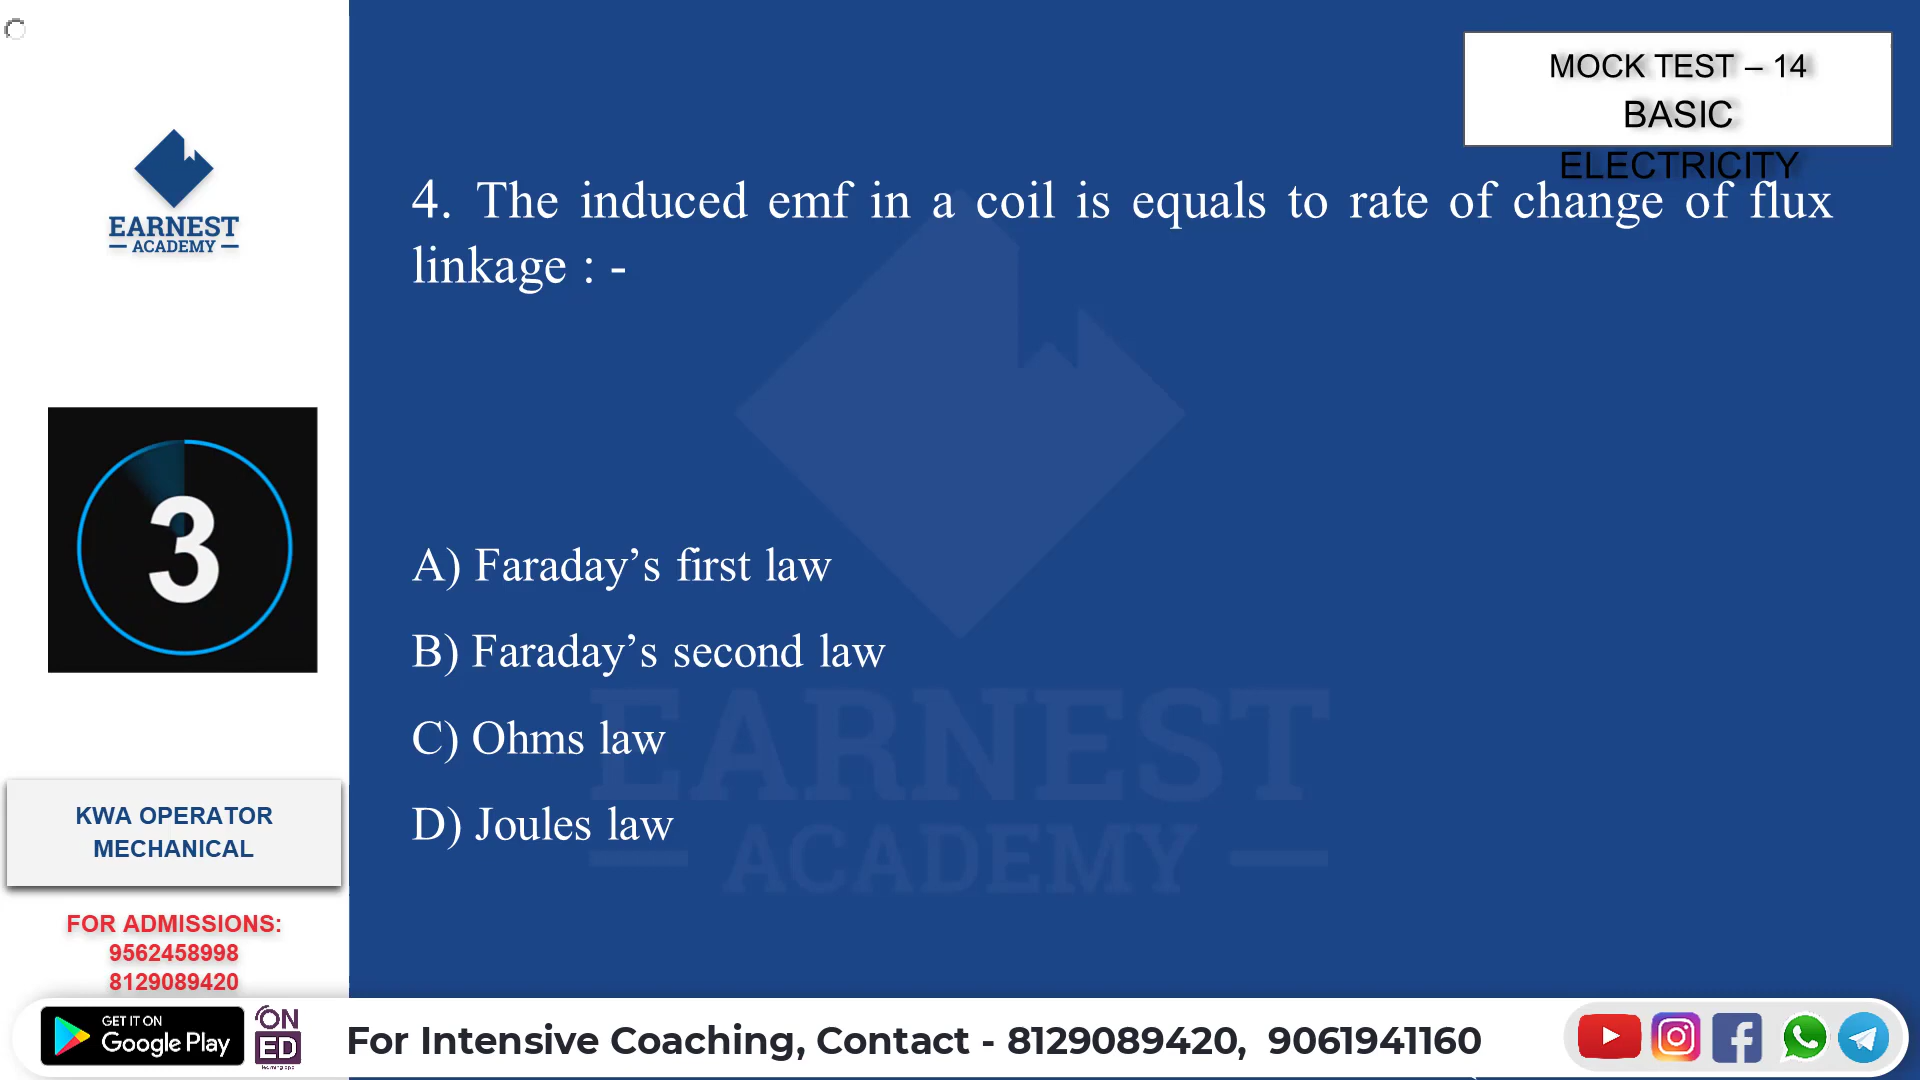 MOCK TEST – 14
BASIC
ELECTRICITY
EARNEST
ACADEMY
4. The induced emf in a coil is equals to rate of change of flux
linkage : -
3
A) Faraday’s first law
B) Faraday’s second law
C) Ohms law
D) Joules law
EARNEST
ACADEMY
KWA OPERATOR
MECHANICAL
FOR ADMISSIONS:
9562458998
8129089420
GET IT ON
Google Play
ON
ED
learning app
For Intensive Coaching, Contact - 8129089420, 9061941160